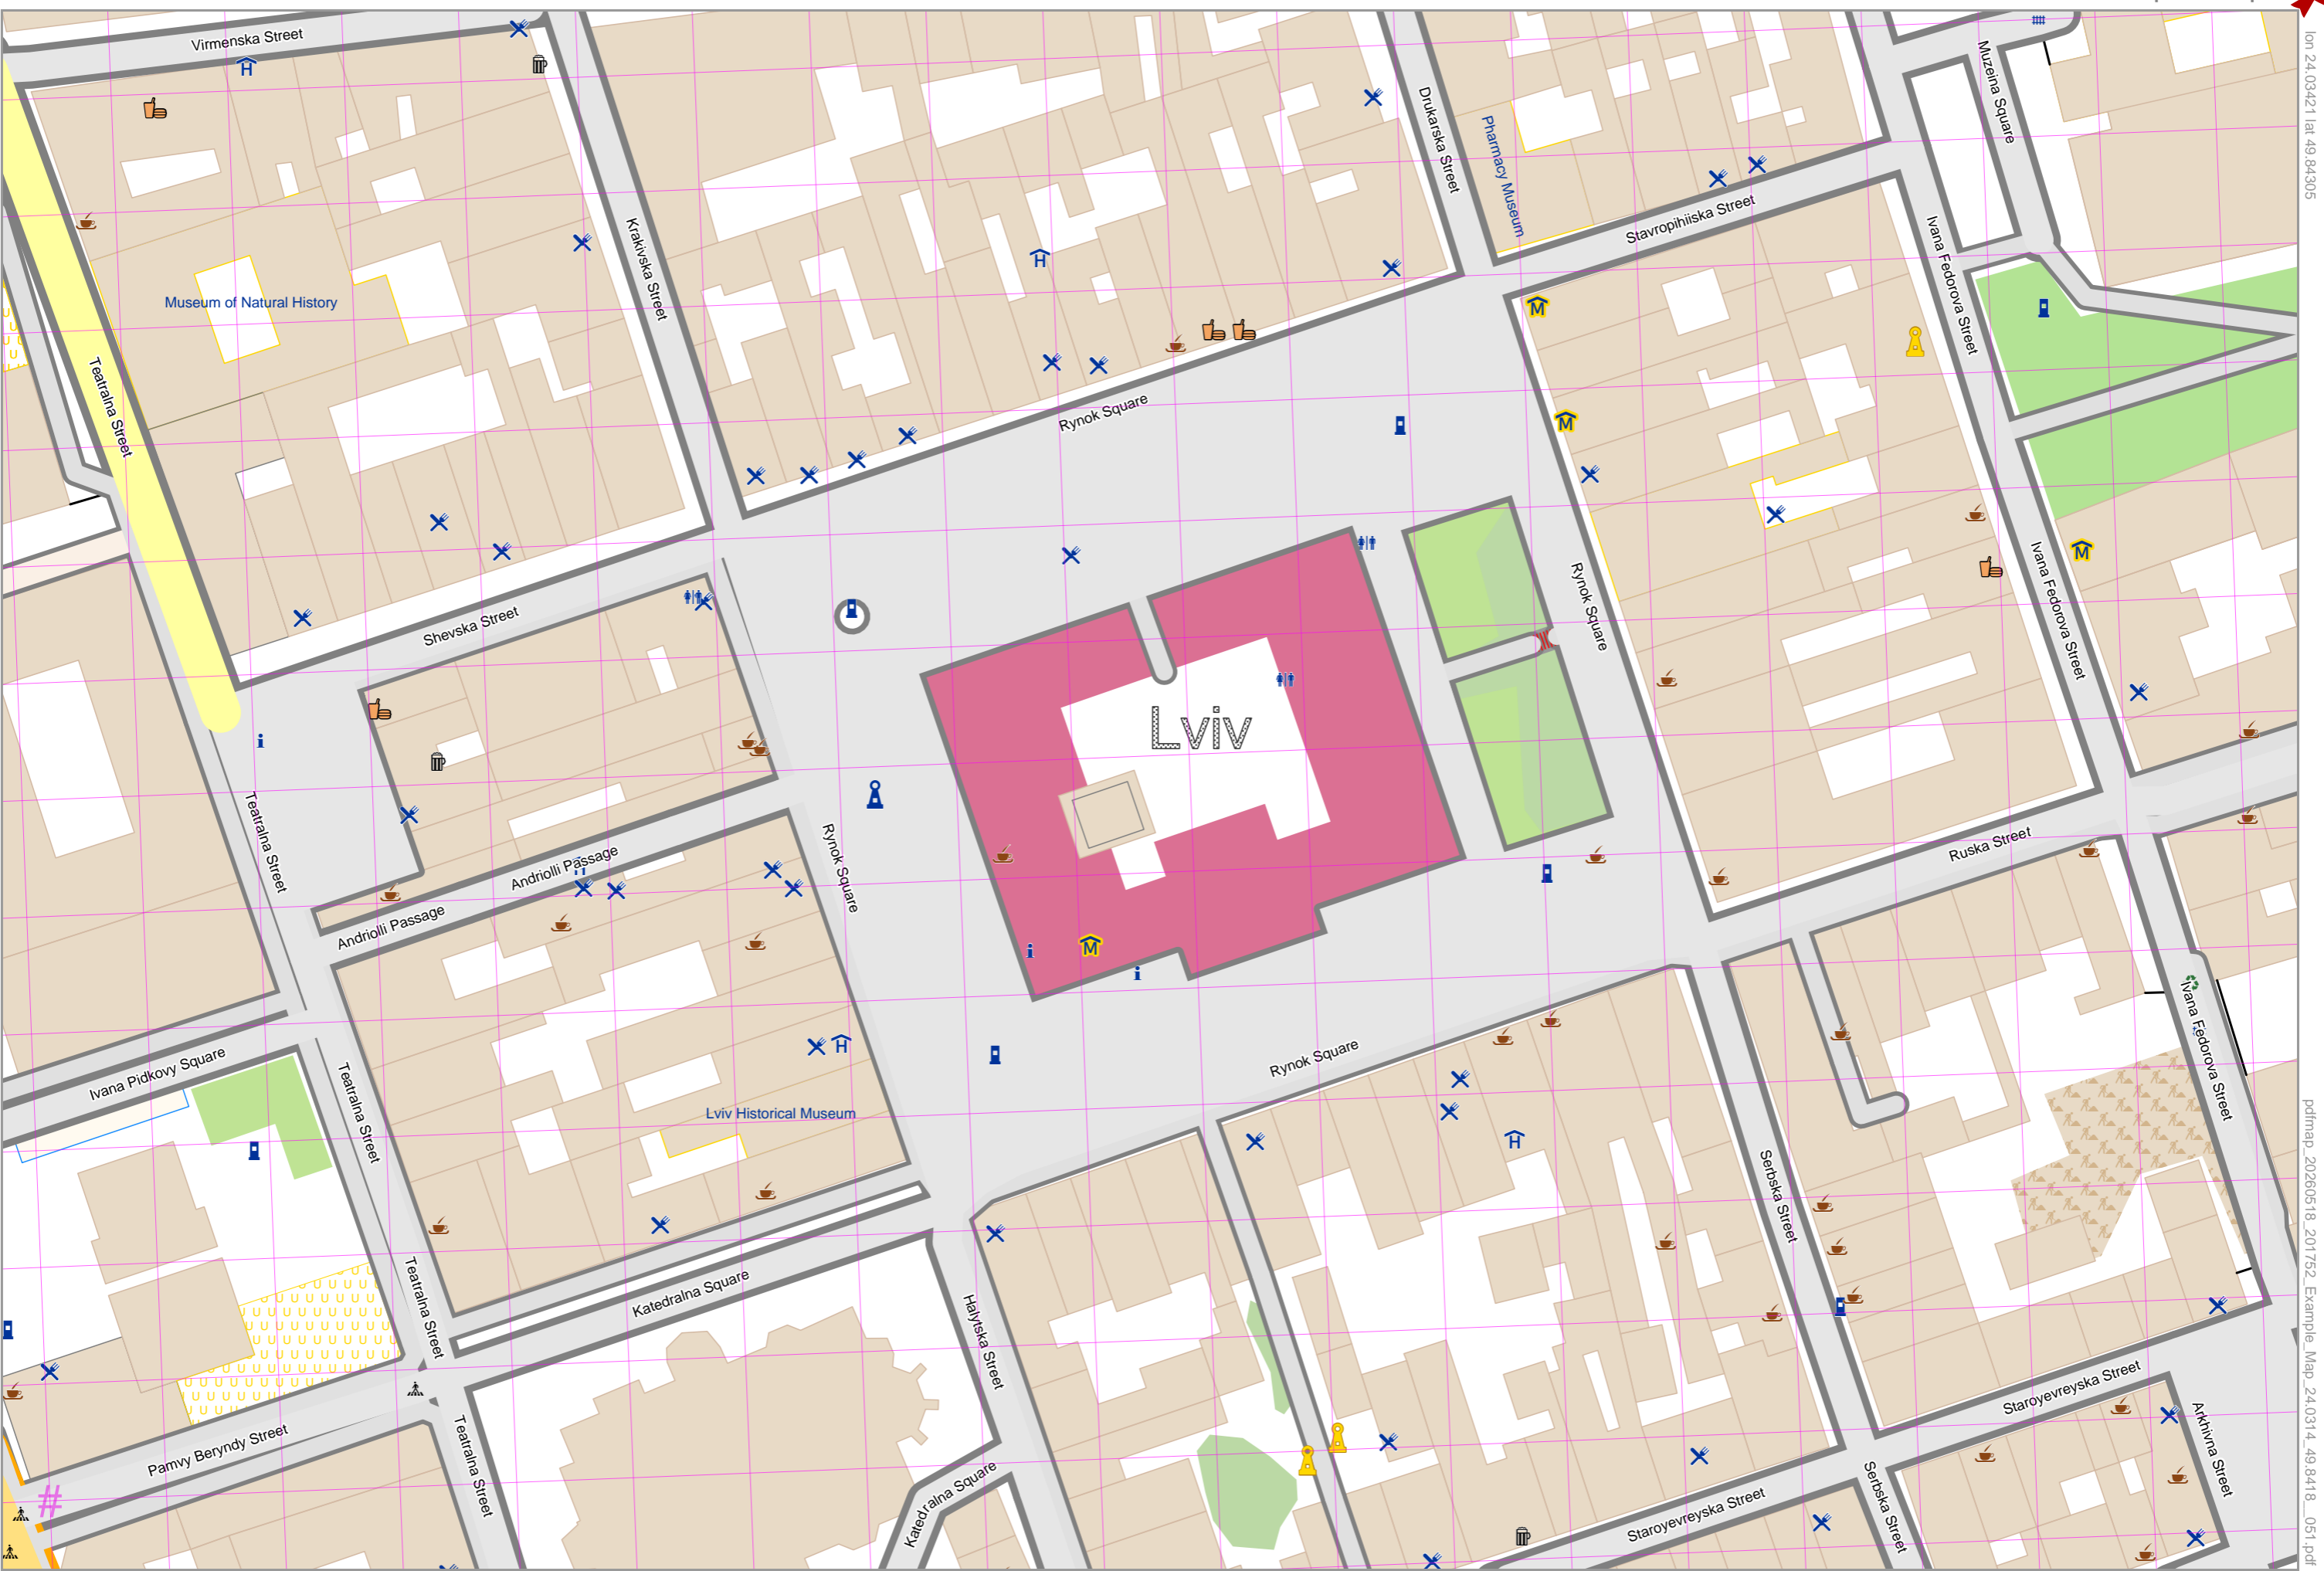 Virmenska Street
Museum of Natural History
Teatralna Street
Krakivska Street
Drukarska Street
Pharmacy Museum
Stavropihiiska Street
Muzeina Square
Ivana Fedorova Street
Rynok Square
Shevska Street
Rynok Square
Ivana Fedorova Street
Lviv
Teatralna Street
Andriolli Passage
Andriolli Passage
Rynok Square
Ruska Street
Ivana Pidkovy Square
Teatralna Street
Lviv Historical Museum
Rynok Square
Ivana Fedorova Street
Serbska Street
Teatralna Street
Katedralna Square
Halytska Street
Staroyevreyska Street
Arkhivna Street
Pamvy Beryndy Street
Teatralna Street
Katedralna Square
Staroyevreyska Street
Serbska Street
lon 24.03421 lat 49.84305
pdfmap_20260518_201752_Example_Map_24.0314_49.8418__051.pdf